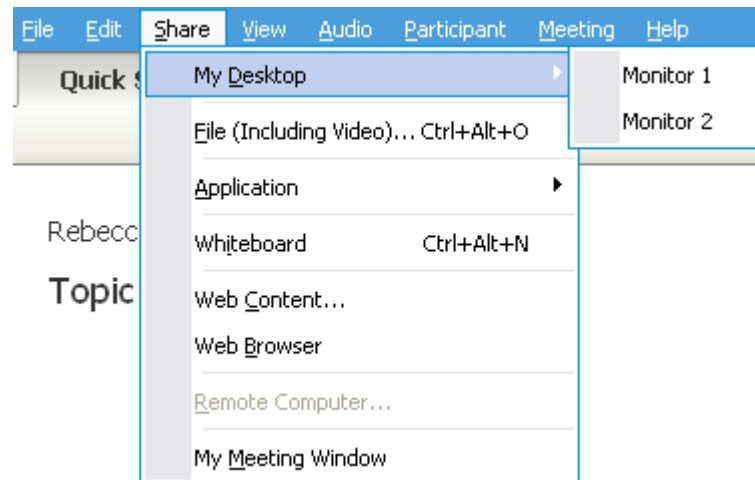 File Edit Share View Audio Participant Meeting Help
Quick
My Desktop
Monitor 1
Monitor 2
File (Including Video)... Ctrl+Alt+O
Application
Rebecc
Whiteboard Ctrl+Alt+N
Topic
Web Content...
Web Browser
Remote Computer...
My Meeting Window